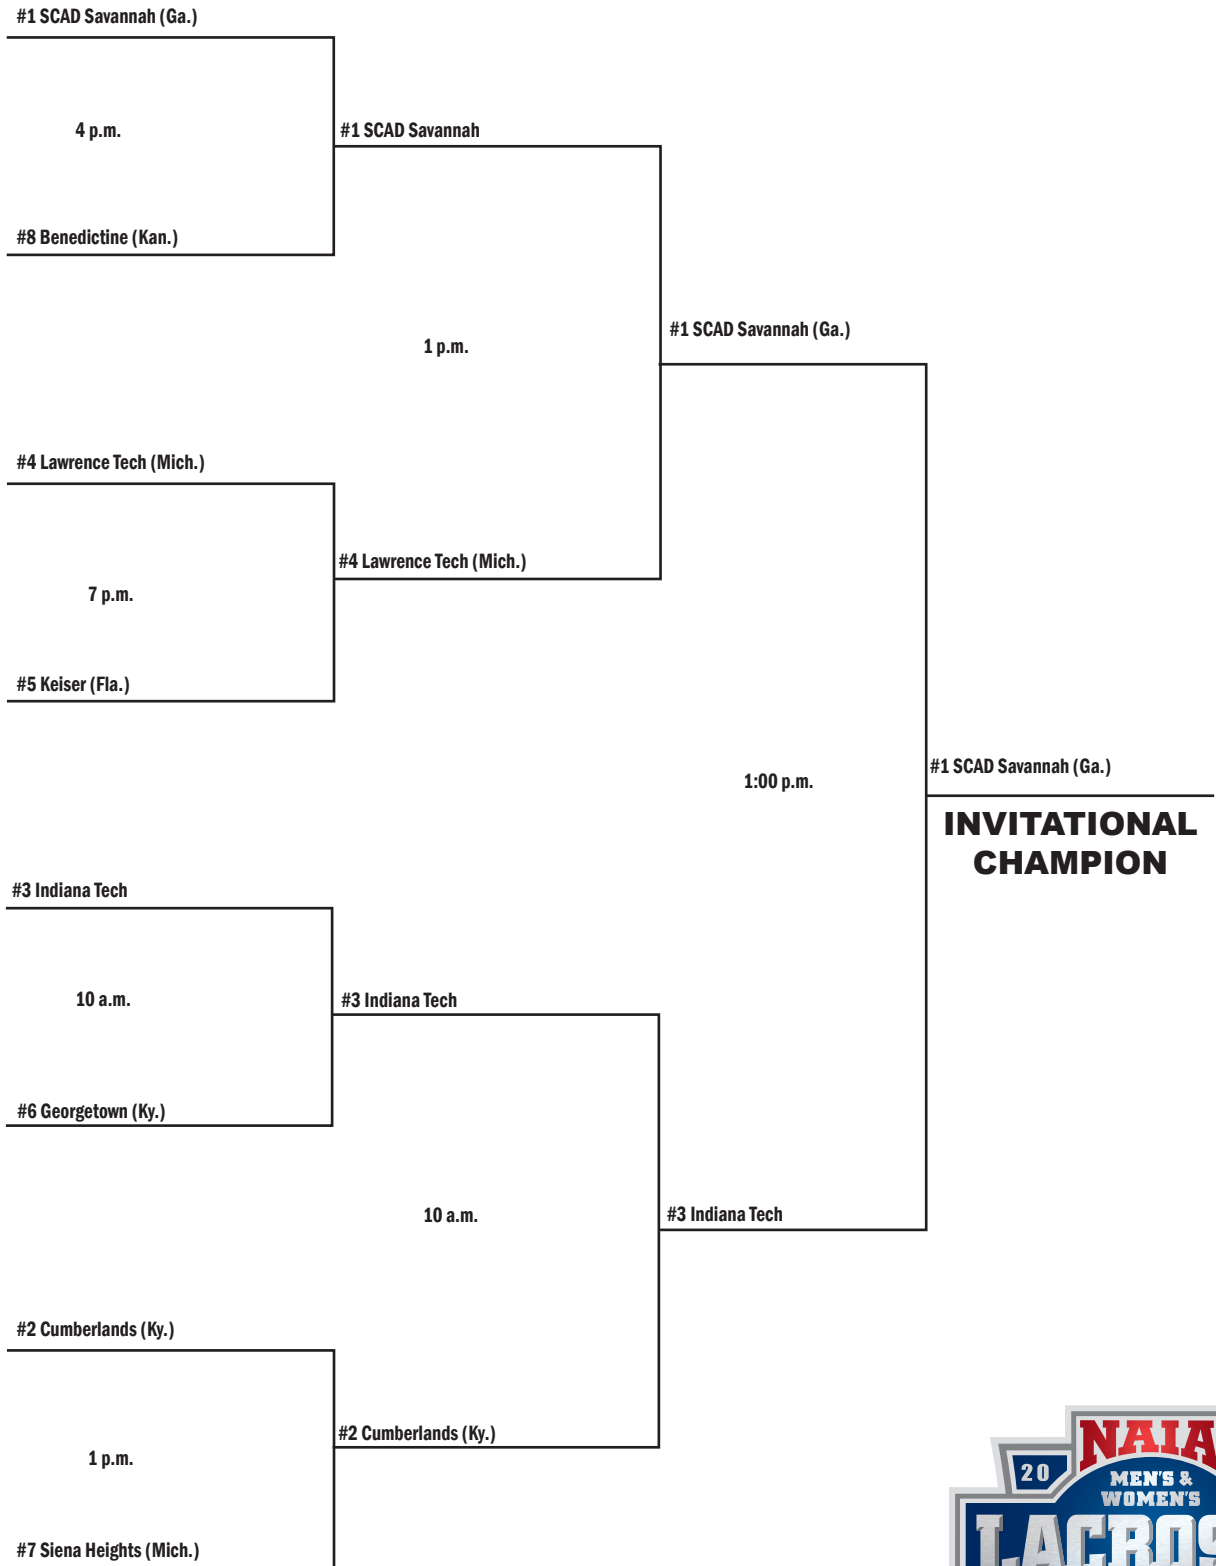 #1 SCAD Savannah (Ga.)
4 p.m.
#1 SCAD Savannah
#8 Benedictine (Kan.)
#1 SCAD Savannah (Ga.)
1 p.m.
#4 Lawrence Tech (Mich.)
#4 Lawrence Tech (Mich.)
7 p.m.
#5 Keiser (Fla.)
#1 SCAD Savannah (Ga.)
1:00 p.m.
INVITATIONAL
CHAMPION
#3 Indiana Tech
10 a.m.
#3 Indiana Tech
#6 Georgetown (Ky.)
10 a.m.
#3 Indiana Tech
#2 Cumberlands (Ky.)
#2 Cumberlands (Ky.)
1 p.m.
#7 Siena Heights (Mich.)
NAIA
20
MEN'S &
WOMEN'S